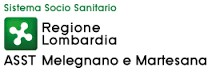 Sistema Socio Sanitario
Regione
Lombardia
ASST Melegnano e Martesana